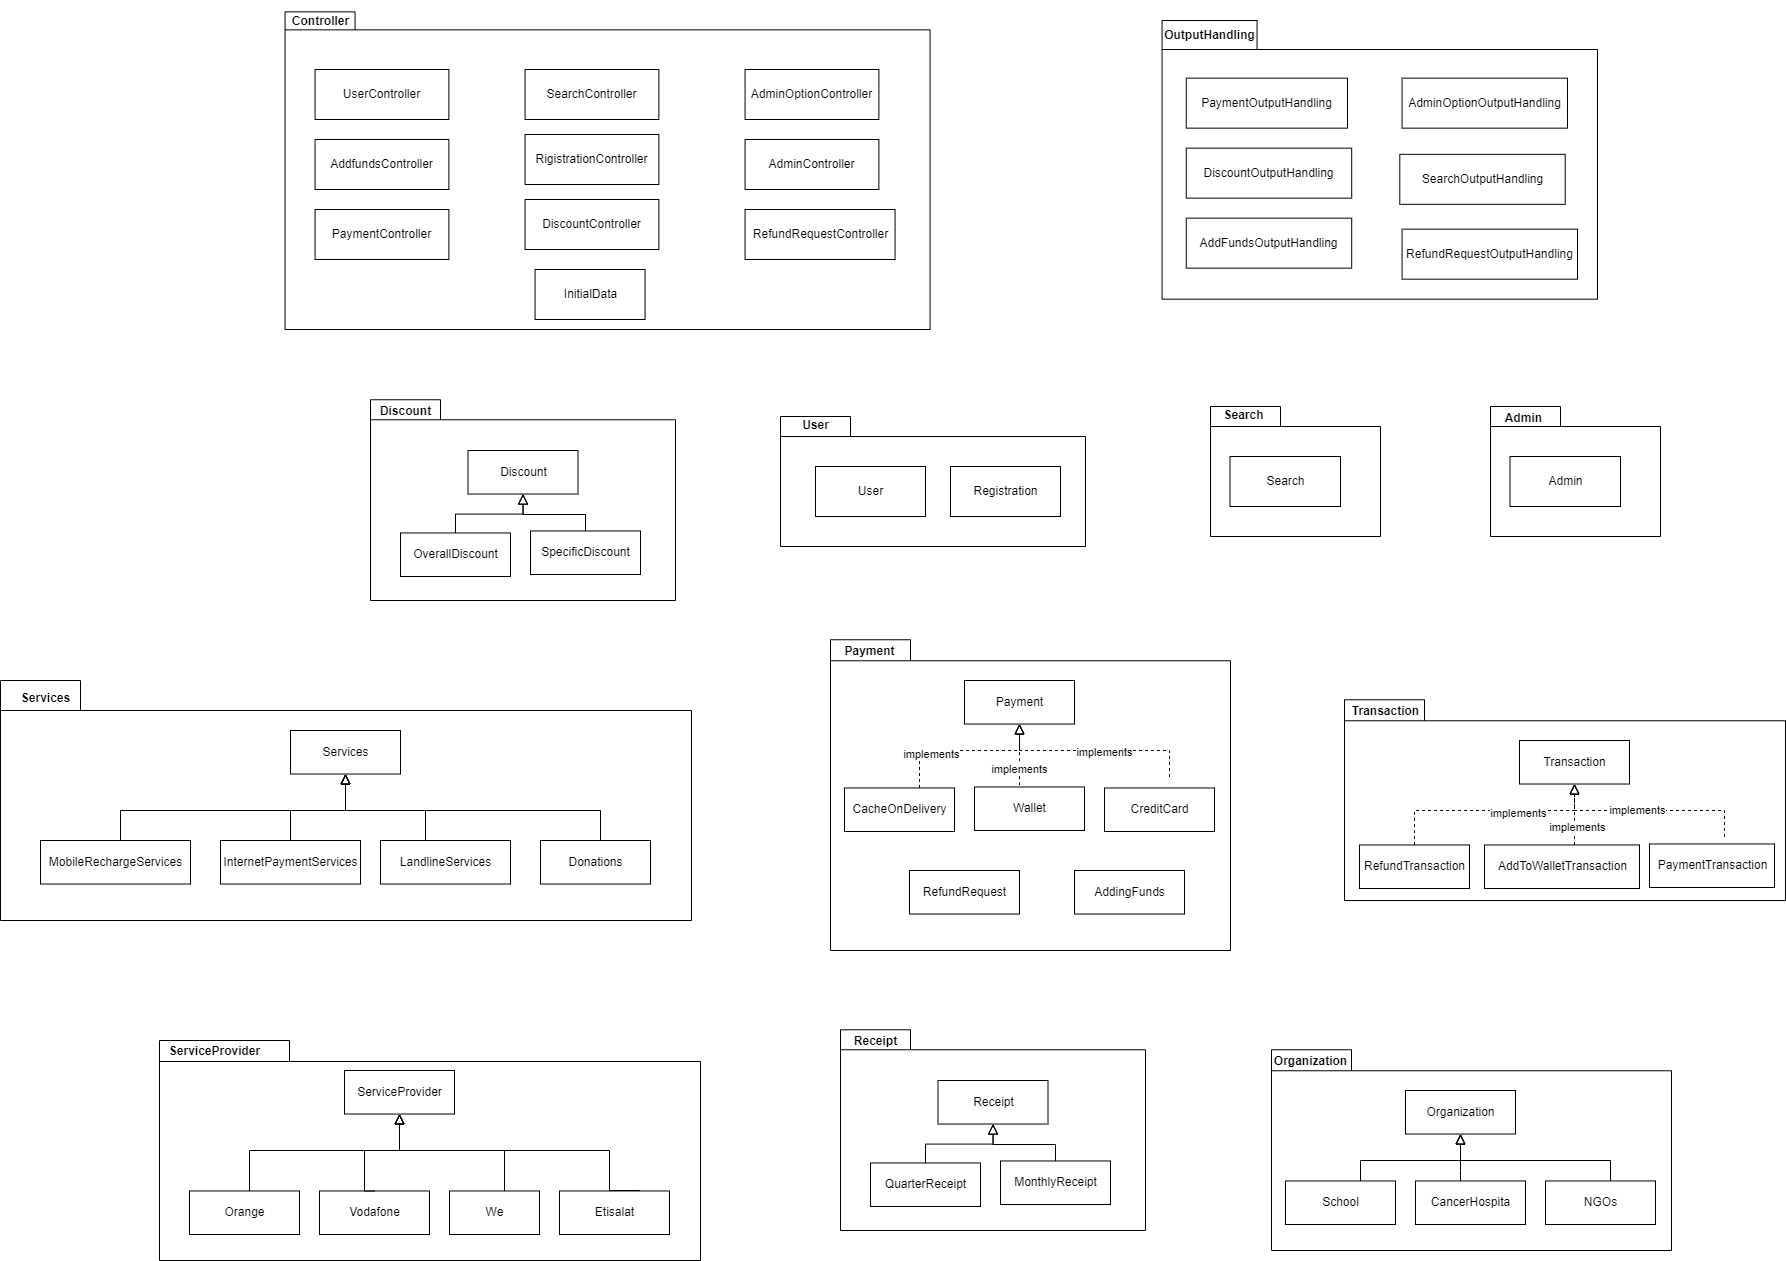 Controller
UserController
SearchController
AdminOptionController
AddfundsController
RigistrationController
AdminController
PaymentController
DiscountController
RefundRequestController
InitialData
OutputHandling
PaymentOutputHandling
AdminOptionOutputHandling
DiscountOutputHandling
SearchOutputHandling
AddFundsOutputHandling
RefundRequestOutputHandling
Discount
Discount
OverallDiscount
SpecificDiscount
User
User
Registration
Search
Search
Admin
Admin
Services
Services
MobileRechargeServices
InternetPaymentServices
LandlineServices
Donations
Payment
Payment
implements
implements
implements
CacheOnDelivery
Wallet
CreditCard
RefundRequest
AddingFunds
Transaction
Transaction
implements
implements
implements
RefundTransaction
AddToWalletTransaction
PaymentTransaction
ServiceProvider
ServiceProvider
Orange
Vodafone
We
Etisalat
Receipt
Receipt
QuarterReceipt
MonthlyReceipt
Organization
Organization
School
CancerHospita
NGOs